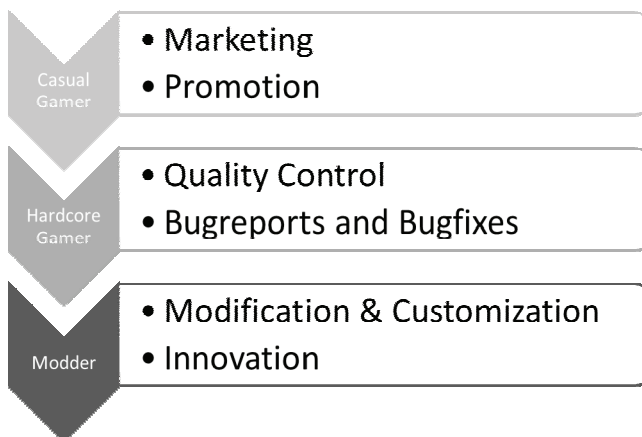 Casual
Gamer
• Marketing
• Promotion
Hardcore
Gamer
• Quality Control
• Bugreports and Bugfixes
Modder
• Modification & Customization
• Innovation